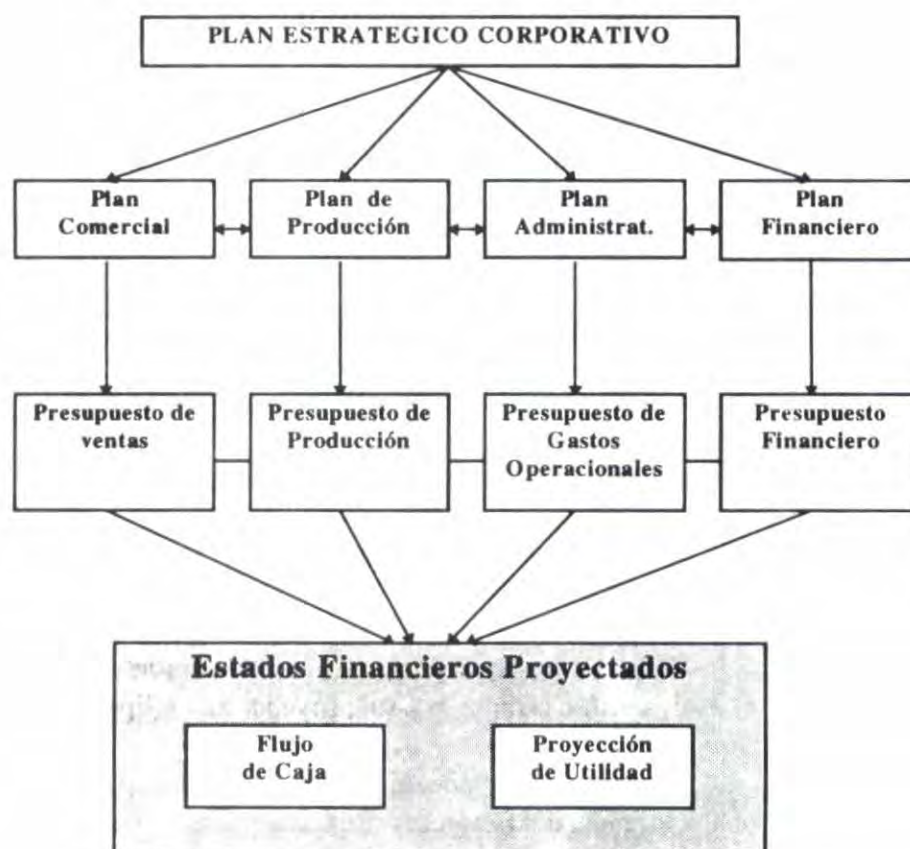 PLAN ESTRATEGICO CORPORATIVO
Plan
Comercial
Plan de
Producción
Plan
Administrat.
Plan
Financiero
Presupuesto de
ventas
Presupuesto de
Producción
Presupuesto de
Gastos
Operacionales
Presupuesto
Financiero
Estados Financieros Proyectados
Flujo
de Caja
Proyección
de Utilidad